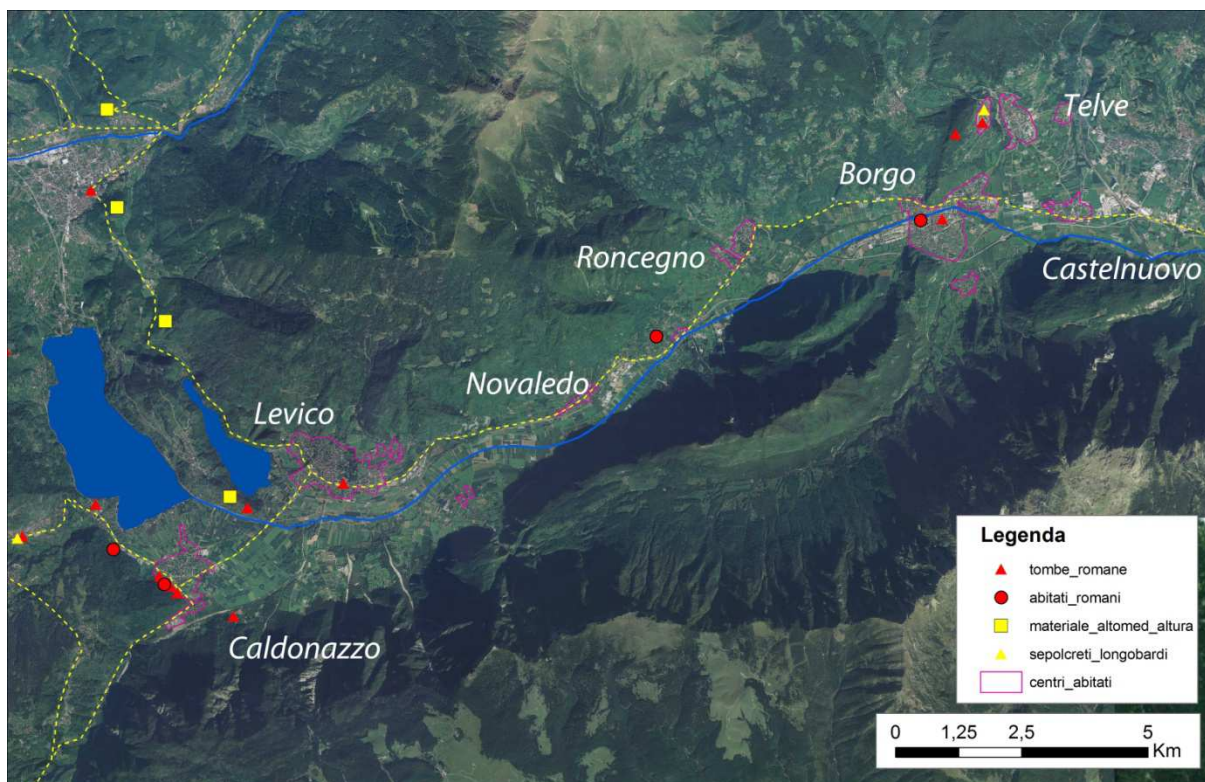 Telve
Borgo
Roncegno
Castelnuovo
Novaledo
Levico
Caldonazzo
Legenda
tombe_romane
abitati_romani
materiale_altomed_altura
sepolcreti_longobardi
centri_abitati
0 1,25 2,5 5
Km